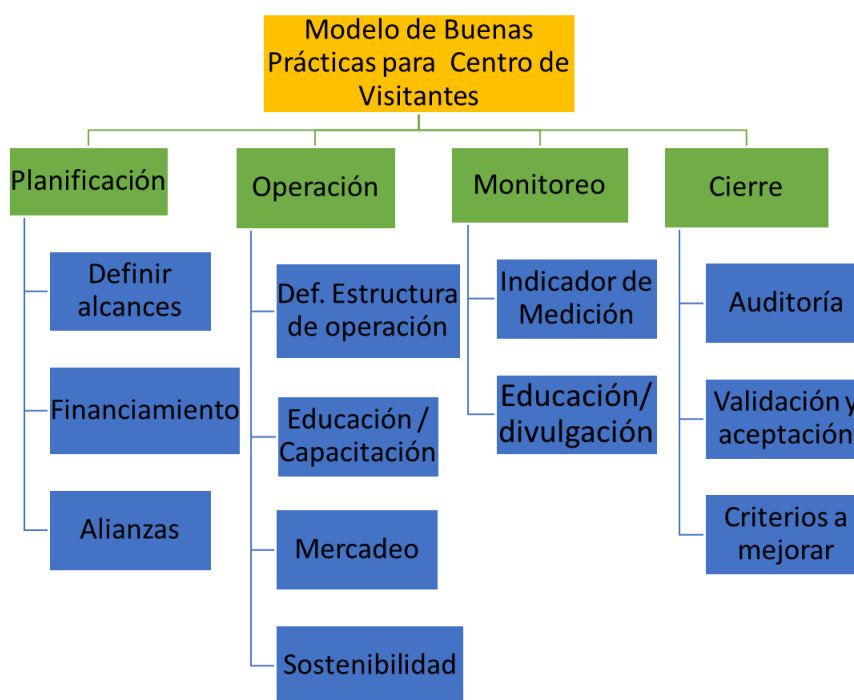 Modelo de Buenas
Prácticas para Centro de
Visitantes
Planificación
Definir
alcances
Financiamiento
Alianzas
Operación
Def. Estructura
de operación
Educación /
Capacitación
Mercadeo
Sostenibilidad
Monitoreo
Indicador de
Medición
Educación/
divulgación
Cierre
Auditoría
Validación y
aceptación
Criterios a
mejorar